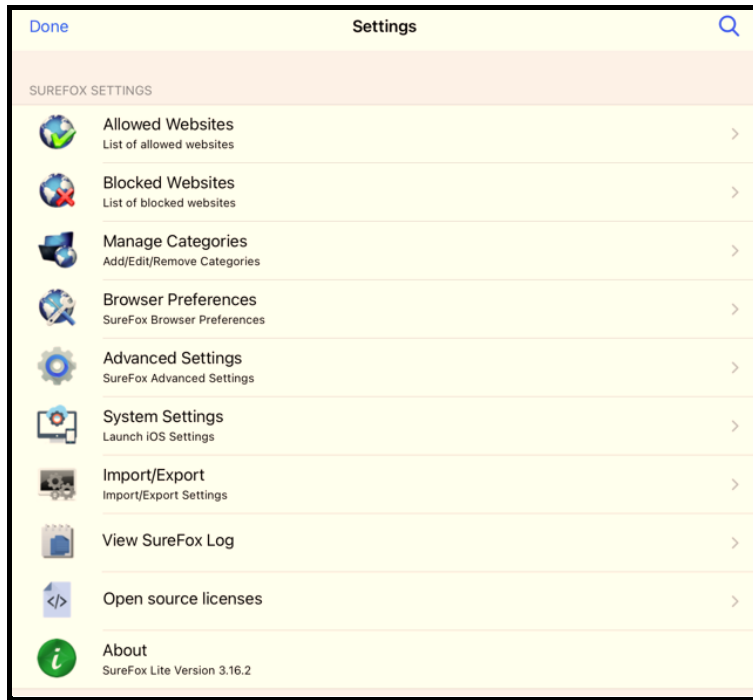 Done Settings
SUREFOX SETTINGS
Allowed Websites
List of allowed websites
Blocked Websites
List of blocked websites
Manage Categories
Add/Edit/Remove Categories
Browser Preferences
SureFox Browser Preferences
Advanced Settings
SureFox Advanced Settings
System Settings
Launch iOS Settings
Import/Export
Import/Export Settings
View SureFox Log
Open source licenses
About
SureFox Lite Version 3.16.2